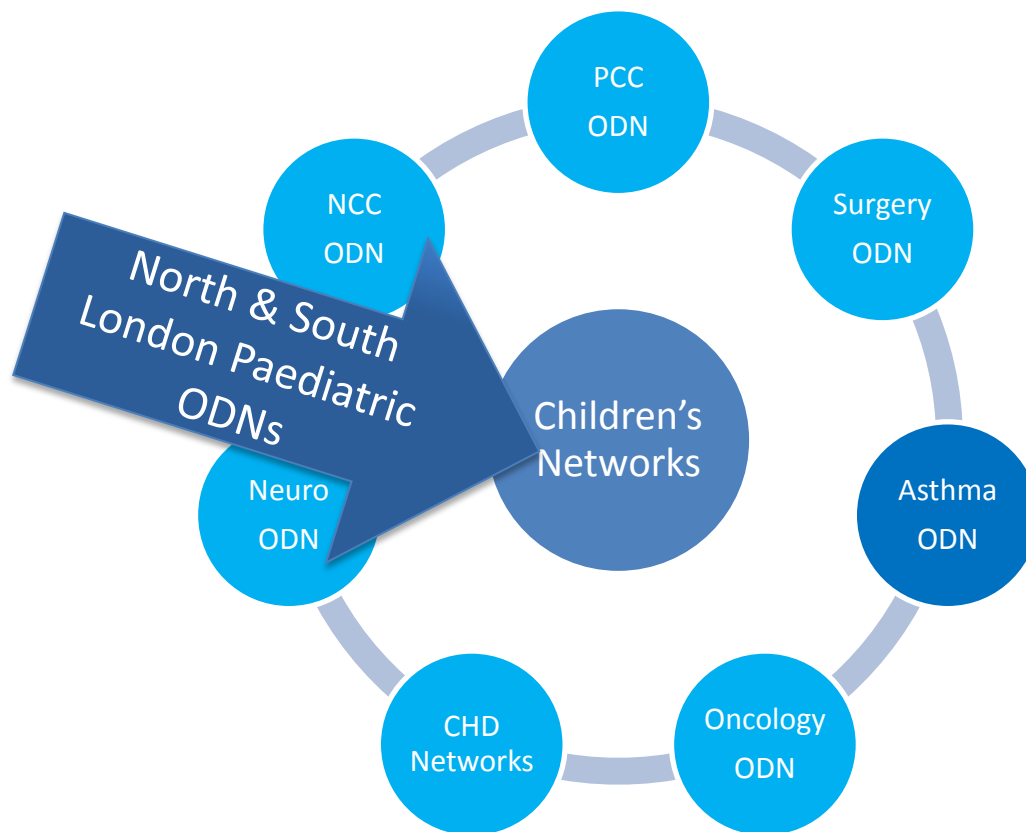 PCC
ODN
Surgery
ODN
NCC
ODN
North & South
London Paediatric
ODNs
Children’s
Networks
Asthma
ODN
Neuro
ODN
Oncology
ODN
CHD
Networks